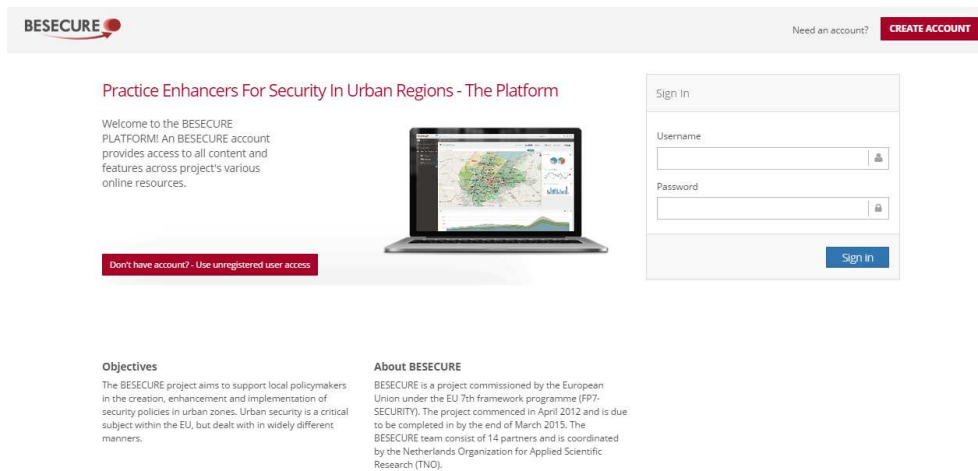 BESECURE
Need an account?
CREATE ACCOUNT
Practice Enhancers For Security In Urban Regions - The Platform
Welcome to the BESECURE
PLATFORM! An BESECURE account
provides access to all content and
features across project's various
online resources.
Don't have account? - Use unregistered user access
Sign In
Username
Password
Sign in
Objectives
The BESECURE project aims to support local policymakers
in the creation, enhancement and implementation of
security policies in urban zones. Urban security is a critical
subject within the EU, but dealt with in widely different
manners.
About BESECURE
BESECURE is a project commissioned by the European
Union under the EU 7th framework programme (FP7-
SECURITY). The project commenced in April 2012 and is due
to be completed in by the end of March 2015. The
BESECURE team consist of 14 partners and is coordinated
by the Netherlands Organization for Applied Scientific
Research (TNO).